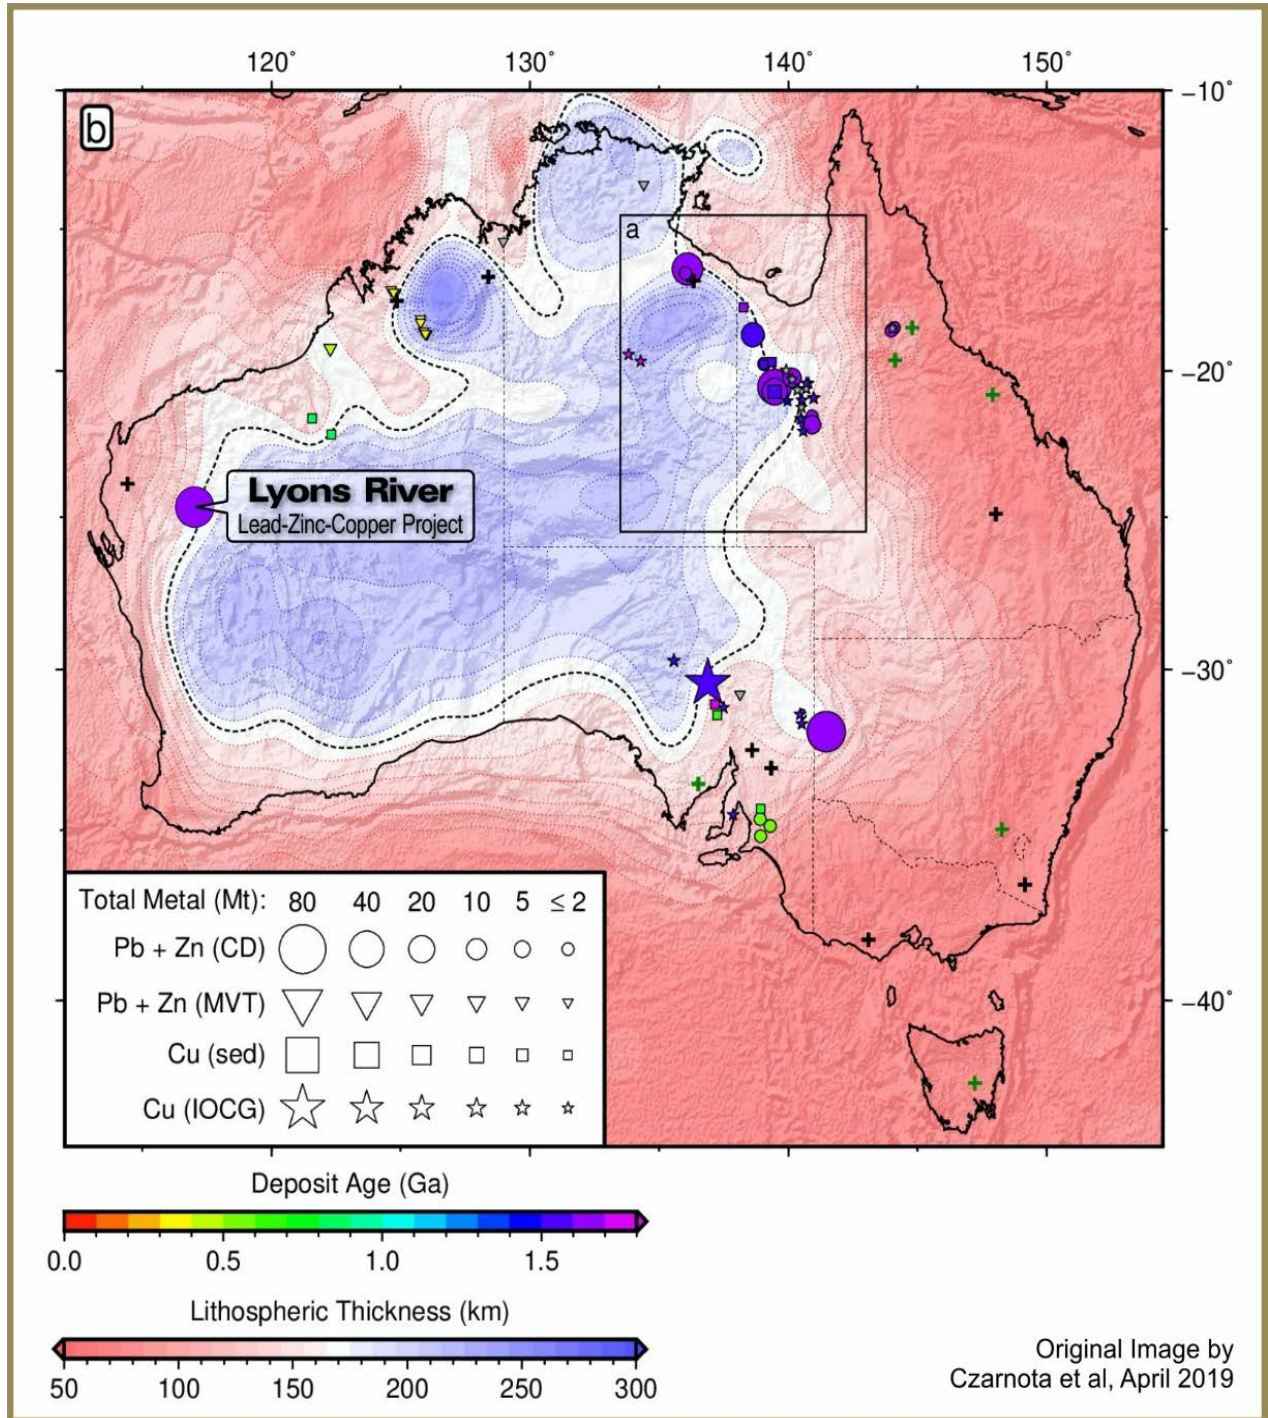 120° 130° 140° 150°
b
−10°
a
−20°
Lyons River
Lead-Zinc-Copper Project
−30°
Total Metal (Mt): 80 40 20 10 5 ≤ 2
Pb + Zn (CD)
Pb + Zn (MVT)
−40°
Cu (sed)
Cu (IOCG)
Deposit Age (Ga)
0.0 0.5 1.0 1.5
Lithospheric Thickness (km)
50 100 150 200 250 300
Original Image by
Czarnota et al, April 2019